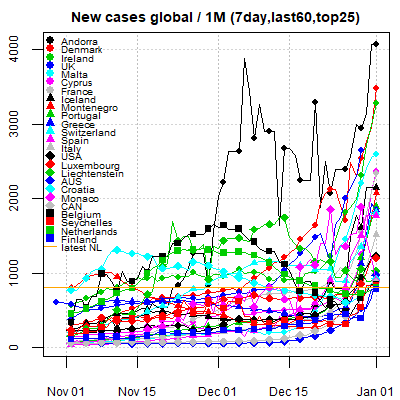 New cases global / 1M (7day,last60,top25)
4000
3000
2000
1000
0
Andorra
Denmark
Ireland
UK
Malta
Cyprus
France
Greece
Iceland
Montenegro
Portugal
Greece
Switzerland
Spain
Italy
USA
Luxembourg
Liechtenstein
AUS
Croatia
Monaco
CAN
Belgium
Seychelles
Netherlands
Finland
latest NL
Nov 01
Nov 15
Dec 01
Dec 15
Jan 01